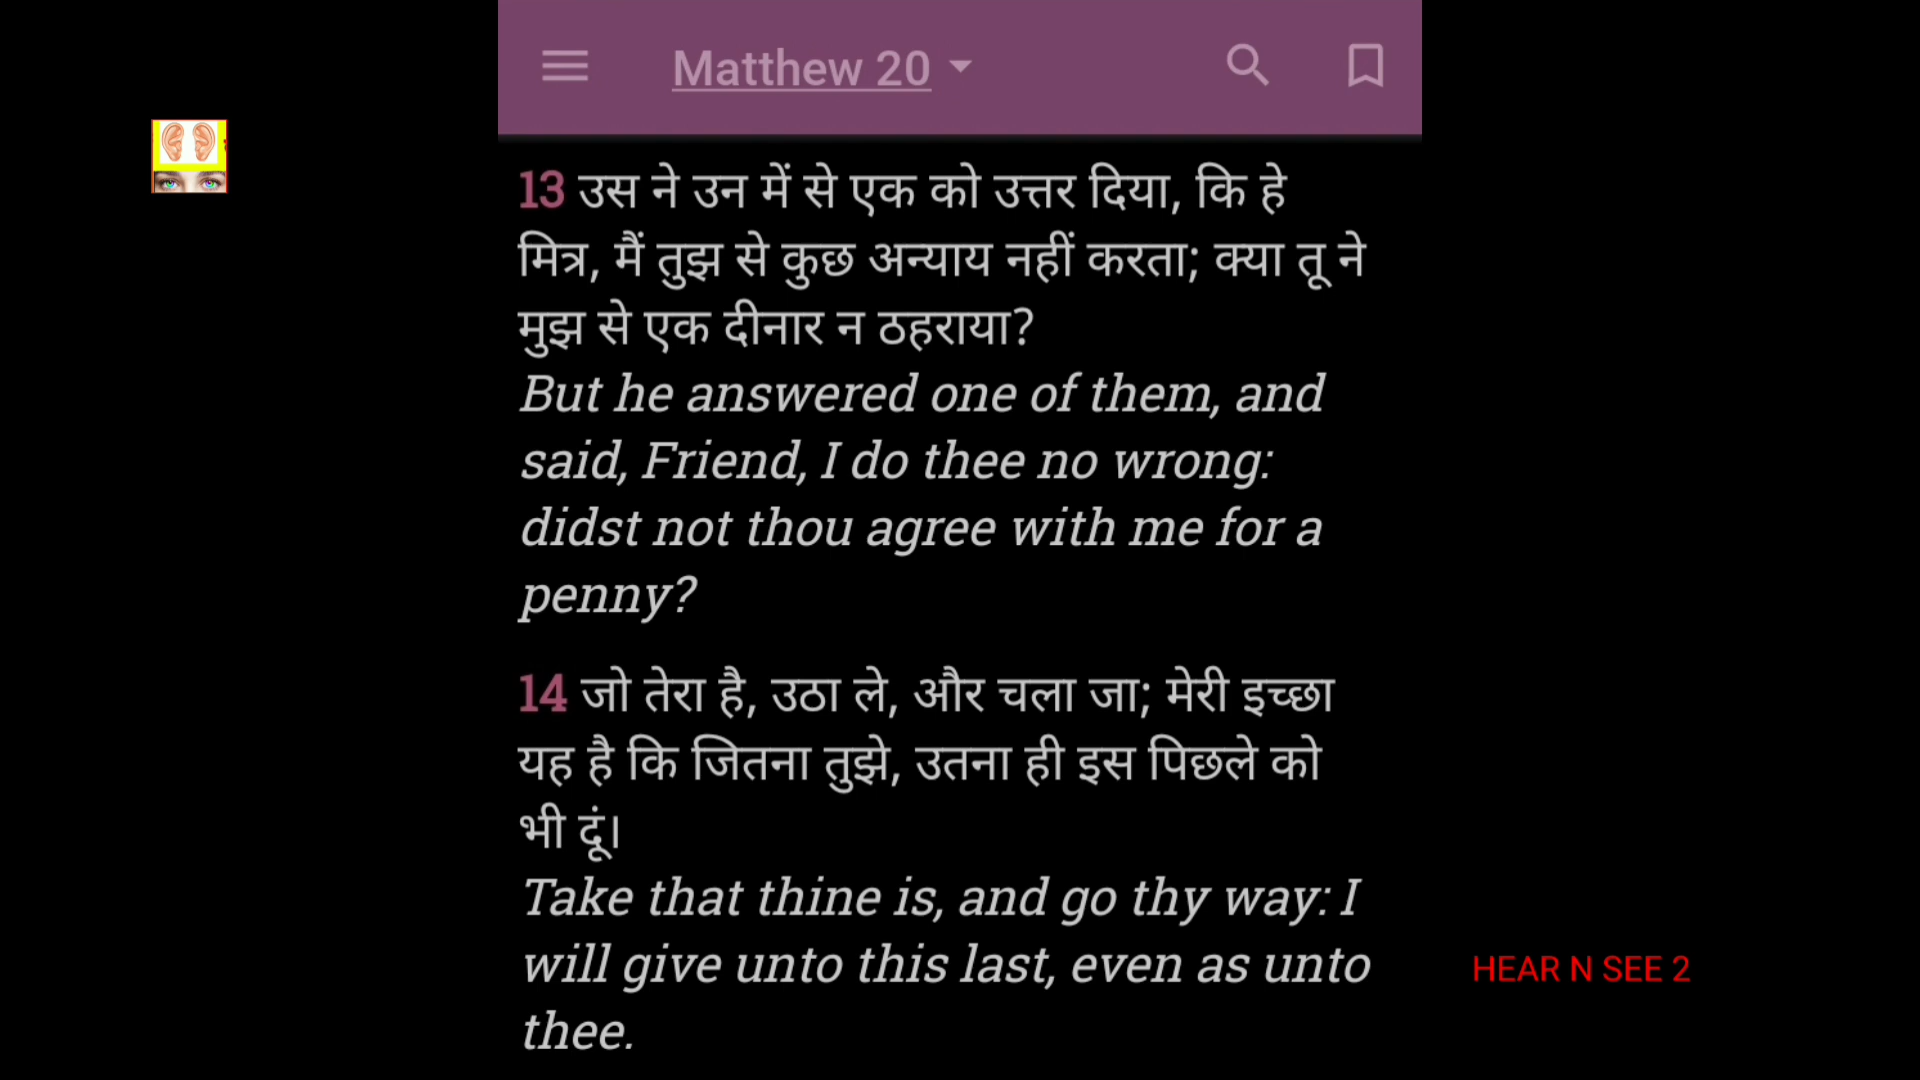 Matthew 20
13 उस ने उन में से एक को उत्तर दिया, कि हे
मित्र, मैं तुझ से कुछ अन्याय नहीं करता; क्या तू ने
मुझ से एक दीनार न ठहराया?
But he answered one of them, and
said, Friend, I do thee no wrong:
didst not thou agree with me for a
penny?
14 जो तेरा है, उठा ले, और चला जा; मेरी इच्छा
यह है कि जितना तुझे, उतना ही इस पिछले को
भी दूं।
Take that thine is, and go thy way: I
will give unto this last, even as unto
thee.
HEAR N SEE 2